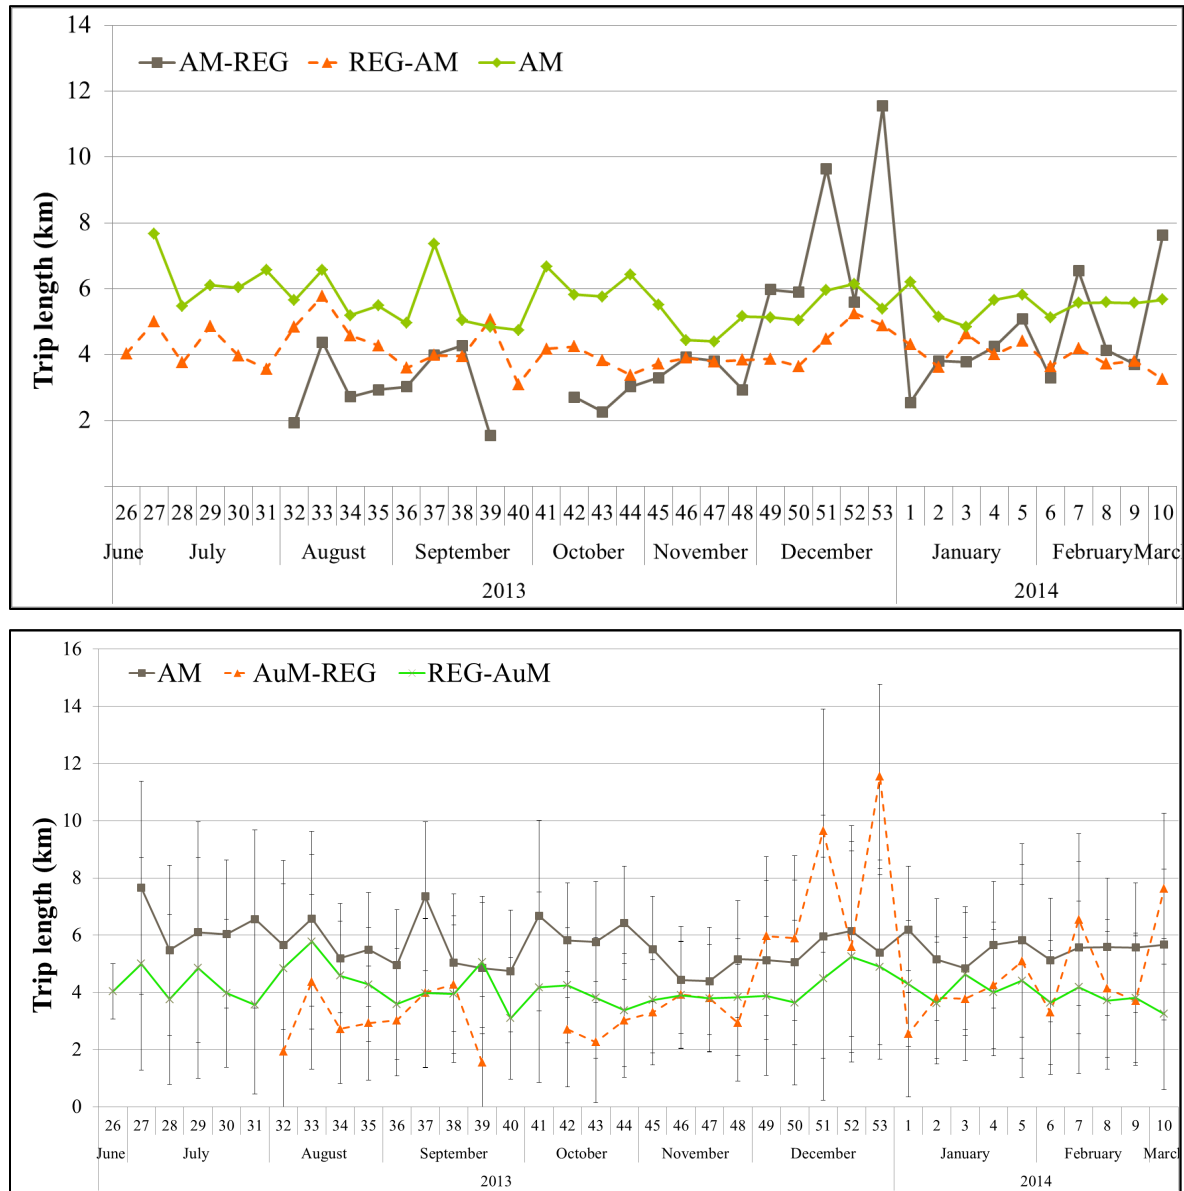 14
AM-REG REG-AM AM
12
10
8
6
4
2
Trip length (km)
26 27 28 29 30 31 32 33 34 35 36 37 38 39 40 41 42 43 44 45 46 47 48 49 50 51 52 53 1 2 3 4 5 6 7 8 9 10
June July August September October November December January February March
2013 2014
16
AM AuM-REG REG-AuM
14
12
10
8
6
4
2
0
Trip length (km)
26 27 28 29 30 31 32 33 34 35 36 37 38 39 40 41 42 43 44 45 46 47 48 49 50 51 52 53 1 2 3 4 5 6 7 8 9 10
June July August September October November December January February March
2013 2014